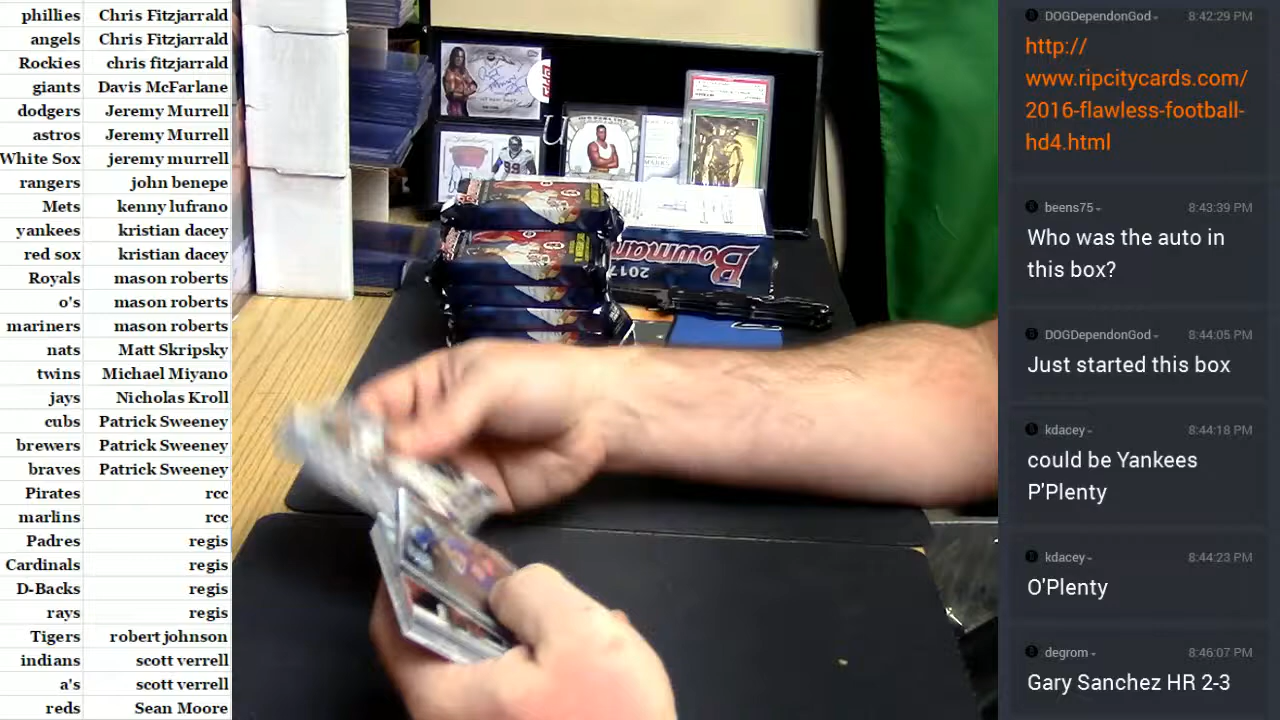 phillies Chris Fitzjarrald
angels Chris Fitzjarrald
Rockies chris fitzjarrald
giants Davis McFarlane
dodgers Jeremy Murrell
astros Jeremy Murrell
White Sox jeremy murrell
rangers john benepe
Mets kenny lufrano
yankees kristian dacey
red sox kristian dacey
Royals mason roberts
o's mason roberts
mariners mason roberts
nats Matt Skripsky
twins Michael Miyano
jays Nicholas Kroll
cubs Patrick Sweeney
brewers Patrick Sweeney
braves Patrick Sweeney
Pirates rcc
marlins rcc
Padres regis
Cardinals regis
D-Backs regis
rays regis
Tigers robert johnson
indians scott verrell
a's scott verrell
reds Sean Moore
99
Bowman
2017
DOGDependonGod 8:42:29 PM
http://
www.ripcitycards.com/
2016-flawless-football-
hd4.html
beens75 8:43:39 PM
Who was the auto in
this box?
DOGDependonGod 8:44:05 PM
Just started this box
kdacey 8:44:18 PM
could be Yankees
P'Plenty
kdacey 8:44:23 PM
O'Plenty
degrom 8:46:07 PM
Gary Sanchez HR 2-3